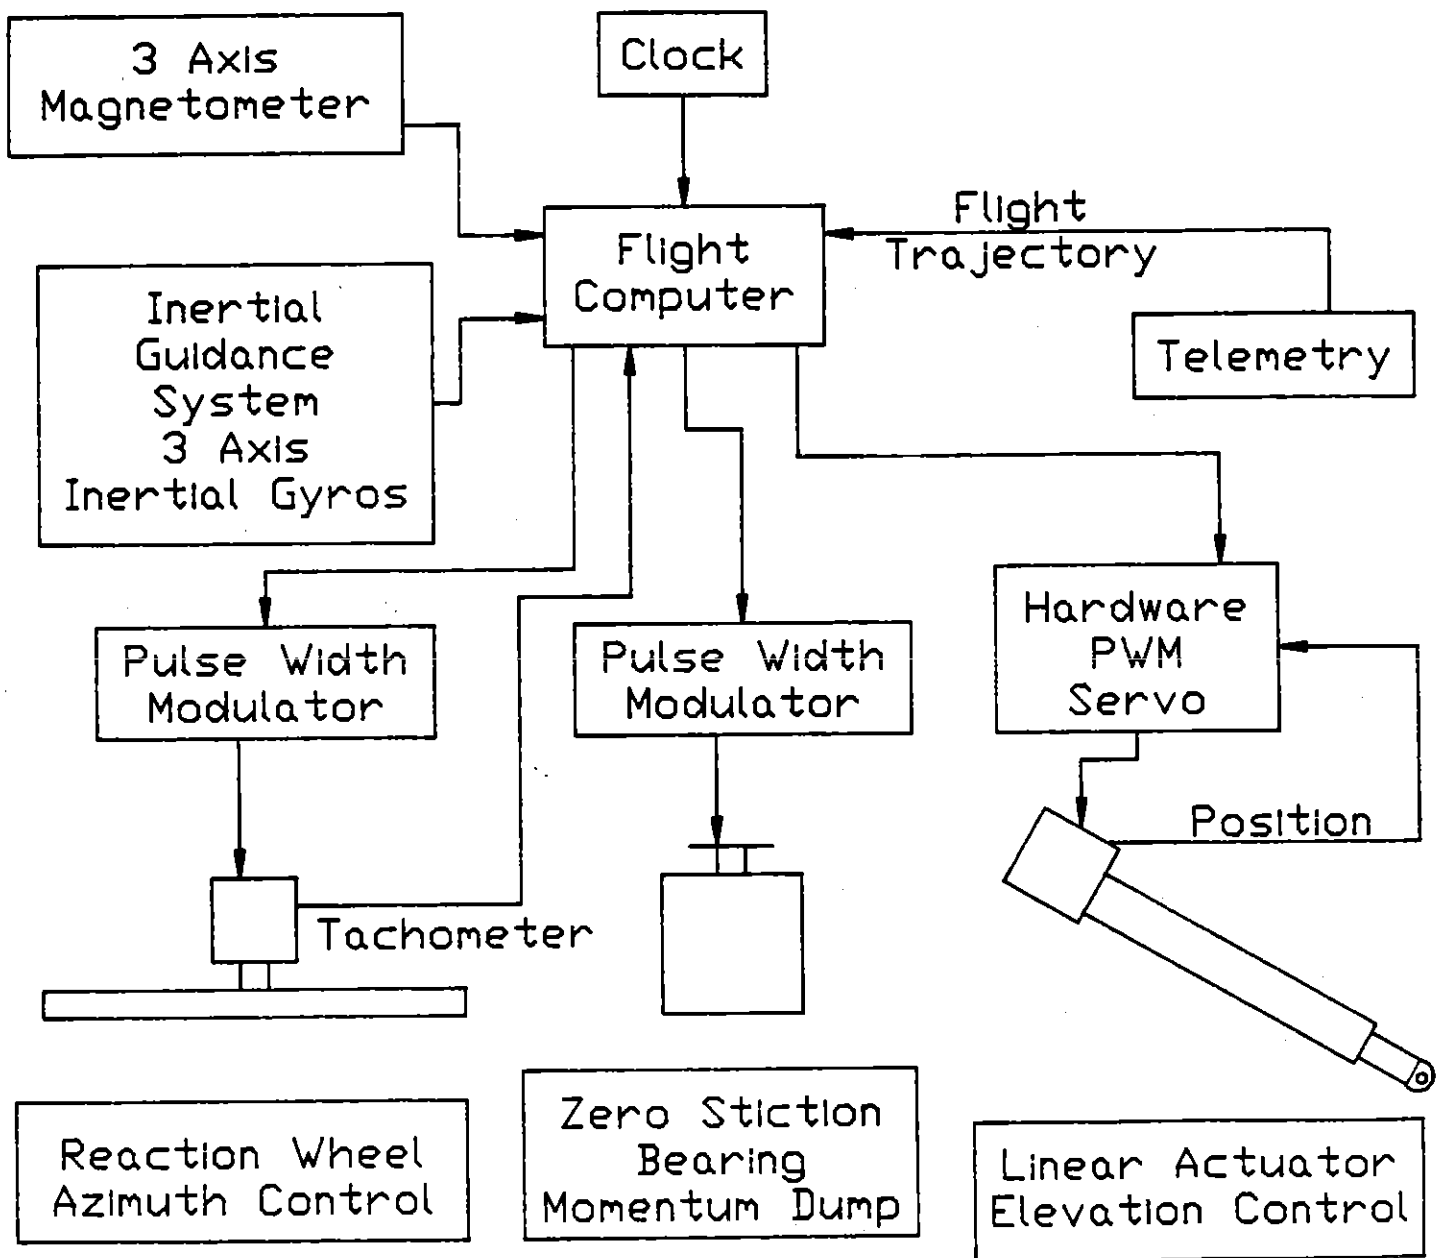 3 Axis
Magnetometer
Clock
Flight
Computer
Flight
Trajectory
Telemetry
Inertial
Guidance
System
3 Axis
Inertial Gyros
Pulse Width
Modulator
Pulse Width
Modulator
Hardware
PWM
Servo
Position
Tachometer
Reaction Wheel
Azimuth Control
Zero Stiction
Bearing
Momentum Dump
Linear Actuator
Elevation Control